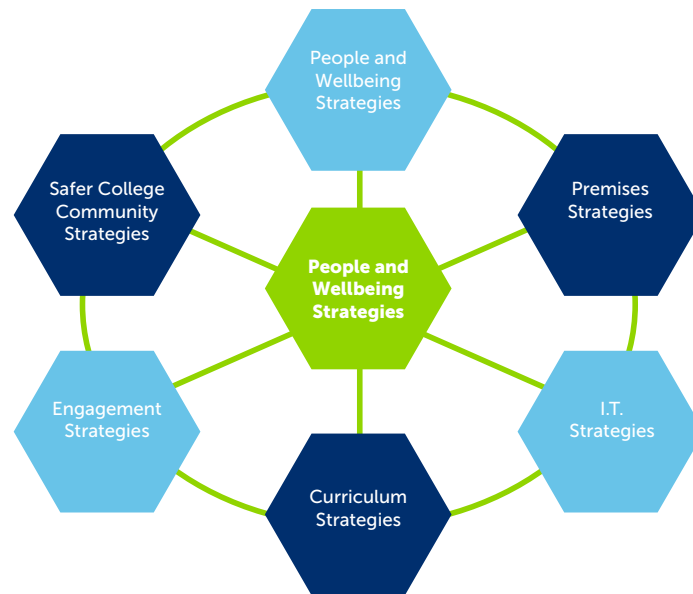 People and
Wellbeing
Strategies
Safer College
Community
Strategies
Premises
Strategies
People and
Wellbeing
Strategies
Engagement
Strategies
I.T.
Strategies
Curriculum
Strategies